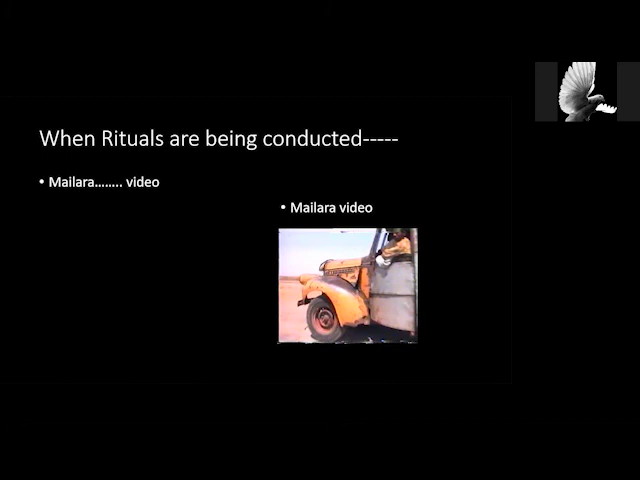 When Rituals are being conducted-----
• Mailara…….. video
• Mailara video